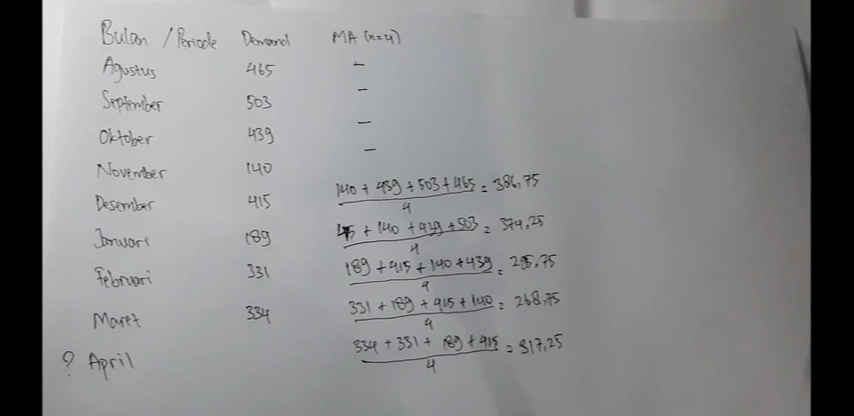 Bulan / Periode Demand MA (n=4)
Agustus 465 -
September 503 -
Oktober 439 -
November 140 -
Desember 415 140 + 439 + 503 + 465 / 4 = 386,75
Januari 189 415 + 140 + 439 + 503 / 4 = 374,25
Februari 331 189 + 415 + 140 + 439 / 4 = 295,75
Maret 334 331 + 189 + 415 + 140 / 4 = 268,75
? April 334 + 331 + 189 + 415 / 4 = 317,25